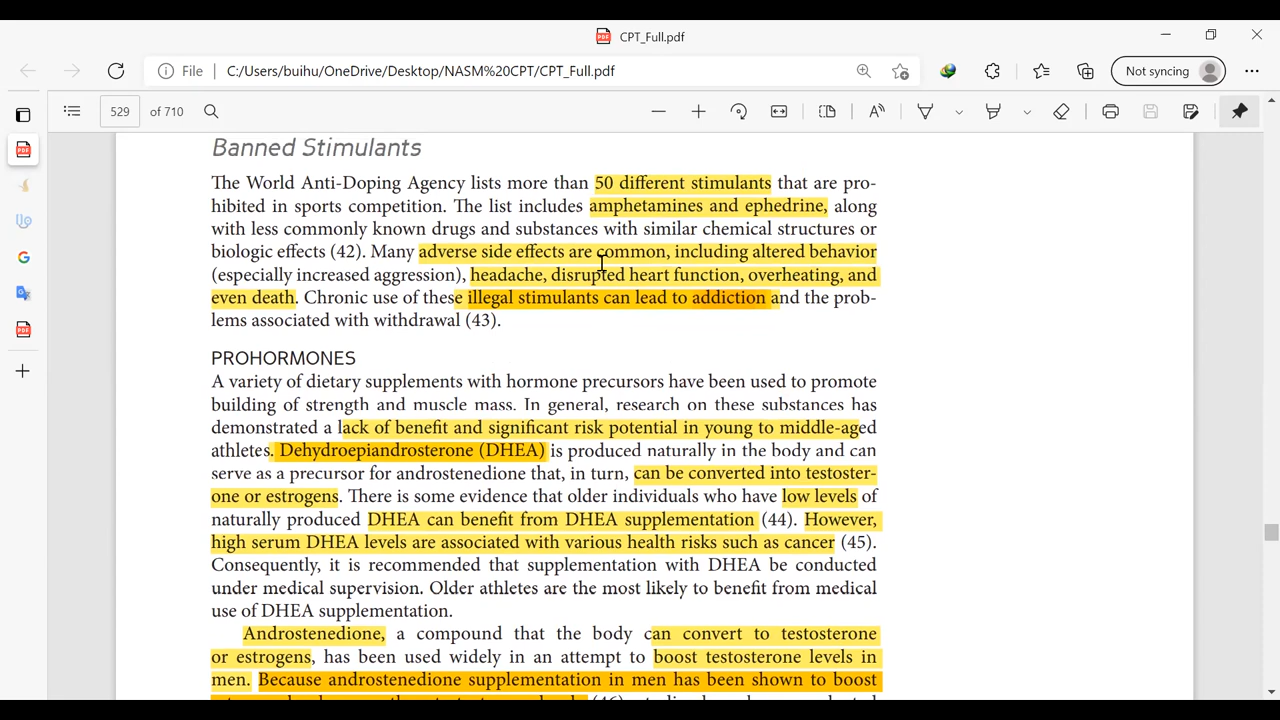 CPT_Full.pdf
File | C:/Users/buihu/OneDrive/Desktop/NASM%20CPT/CPT_Full.pdf
Not syncing
529 of 710
Banned Stimulants
The World Anti-Doping Agency lists more than 50 different stimulants that are pro-
hibited in sports competition. The list includes amphetamines and ephedrine, along
with less commonly known drugs and substances with similar chemical structures or
biologic effects (42). Many adverse side effects are common, including altered behavior
(especially increased aggression), headache, disrupted heart function, overheating, and
even death. Chronic use of these illegal stimulants can lead to addiction and the prob-
lems associated with withdrawal (43).
PROHORMONES
A variety of dietary supplements with hormone precursors have been used to promote
building of strength and muscle mass. In general, research on these substances has
demonstrated a lack of benefit and significant risk potential in young to middle-aged
athletes. Dehydroepiandrosterone (DHEA) is produced naturally in the body and can
serve as a precursor for androstenedione that, in turn, can be converted into testoster-
one or estrogens. There is some evidence that older individuals who have low levels of
naturally produced DHEA can benefit from DHEA supplementation (44). However,
high serum DHEA levels are associated with various health risks such as cancer (45).
Consequently, it is recommended that supplementation with DHEA be conducted
under medical supervision. Older athletes are the most likely to benefit from medical
use of DHEA supplementation.
Androstenedione, a compound that the body can convert to testosterone
or estrogens, has been used widely in an attempt to boost testosterone levels in
men. Because androstenedione supplementation in men has been shown to boost